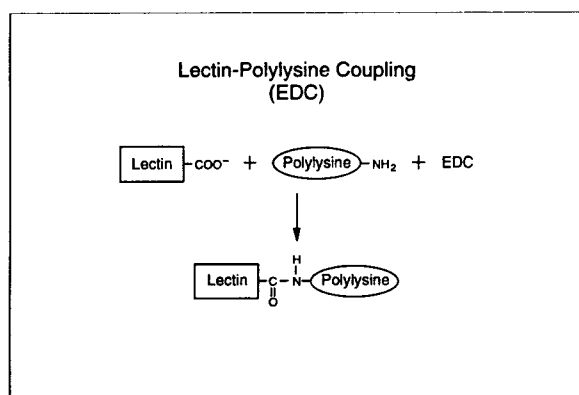 Lectin-Polylysine Coupling
(EDC)
Lectin -COO⁻ + Polylysine -NH₂ + EDC
H
Lectin -C-N- Polylysine
O